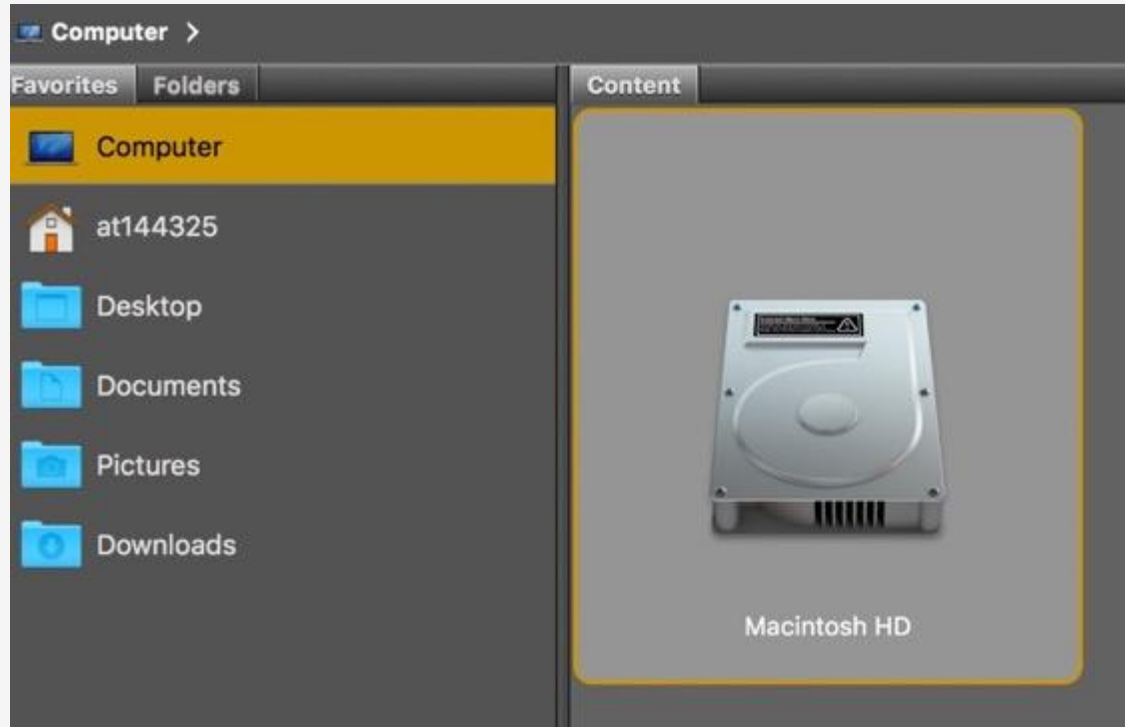 Computer >
Favorites Folders
Content
Computer
at144325
Desktop
Documents
Pictures
Downloads
Macintosh HD